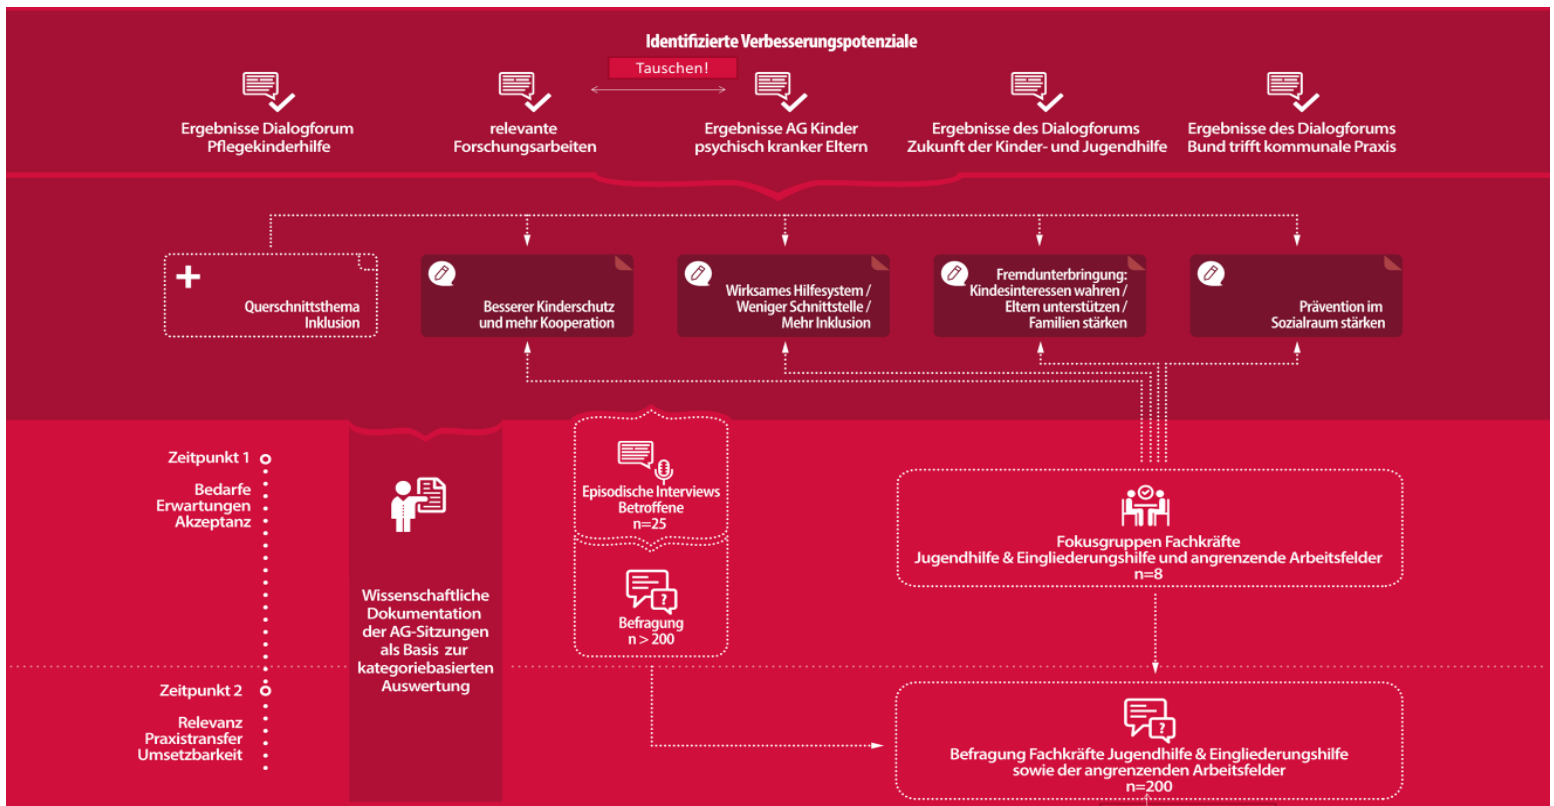 Identifizierte Verbesserungspotenziale
Tauschen!
Ergebnisse Dialogforum
Pflegekinderhilfe
relevante
Forschungsarbeiten
Ergebnisse AG Kinder
psychisch kranker Eltern
Ergebnisse des Dialogforums
Zukunft der Kinder- und Jugendhilfe
Ergebnisse des Dialogforums
Bund trifft kommunale Praxis
Querschnittsthema
Inklusion
Besserer Kinderschutz
und mehr Kooperation
Wirksames Hilfesystem /
Weniger Schnittstelle /
Mehr Inklusion
Fremdunterbringung:
Kindesinteressen wahren /
Eltern unterstützen /
Familien stärken
Prävention im
Sozialraum stärken
Zeitpunkt 1
Bedarfe
Erwartungen
Akzeptanz
Wissenschaftliche
Dokumentation
der AG-Sitzungen
als Basis zur
kategoriebasierten
Auswertung
Episodische Interviews
Betroffene
n=25
Befragung
n > 200
Fokusgruppen Fachkräfte
Jugendhilfe & Eingliederungshilfe und angrenzende Arbeitsfelder
n=8
Zeitpunkt 2
Relevanz
Praxistransfer
Umsetzbarkeit
Befragung Fachkräfte Jugendhilfe & Eingliederungshilfe
sowie der angrenzenden Arbeitsfelder
n=200